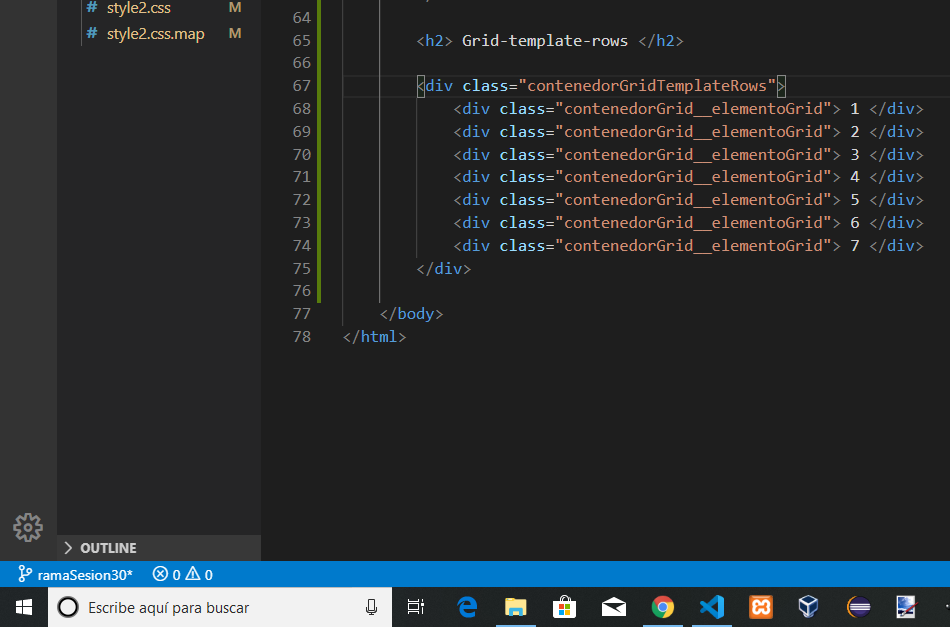 # style2.css M
# style2.css.map M
OUTLINE
64
65 <h2> Grid-template-rows </h2>
66
67 <div class="contenedorGridTemplateRows">
68 <div class="contenedorGrid__elementoGrid"> 1 </div>
69 <div class="contenedorGrid__elementoGrid"> 2 </div>
70 <div class="contenedorGrid__elementoGrid"> 3 </div>
71 <div class="contenedorGrid__elementoGrid"> 4 </div>
72 <div class="contenedorGrid__elementoGrid"> 5 </div>
73 <div class="contenedorGrid__elementoGrid"> 6 </div>
74 <div class="contenedorGrid__elementoGrid"> 7 </div>
75 </div>
76
77 </body>
78 </html>
ramaSesion30* 0 0
Escribe aquí para buscar